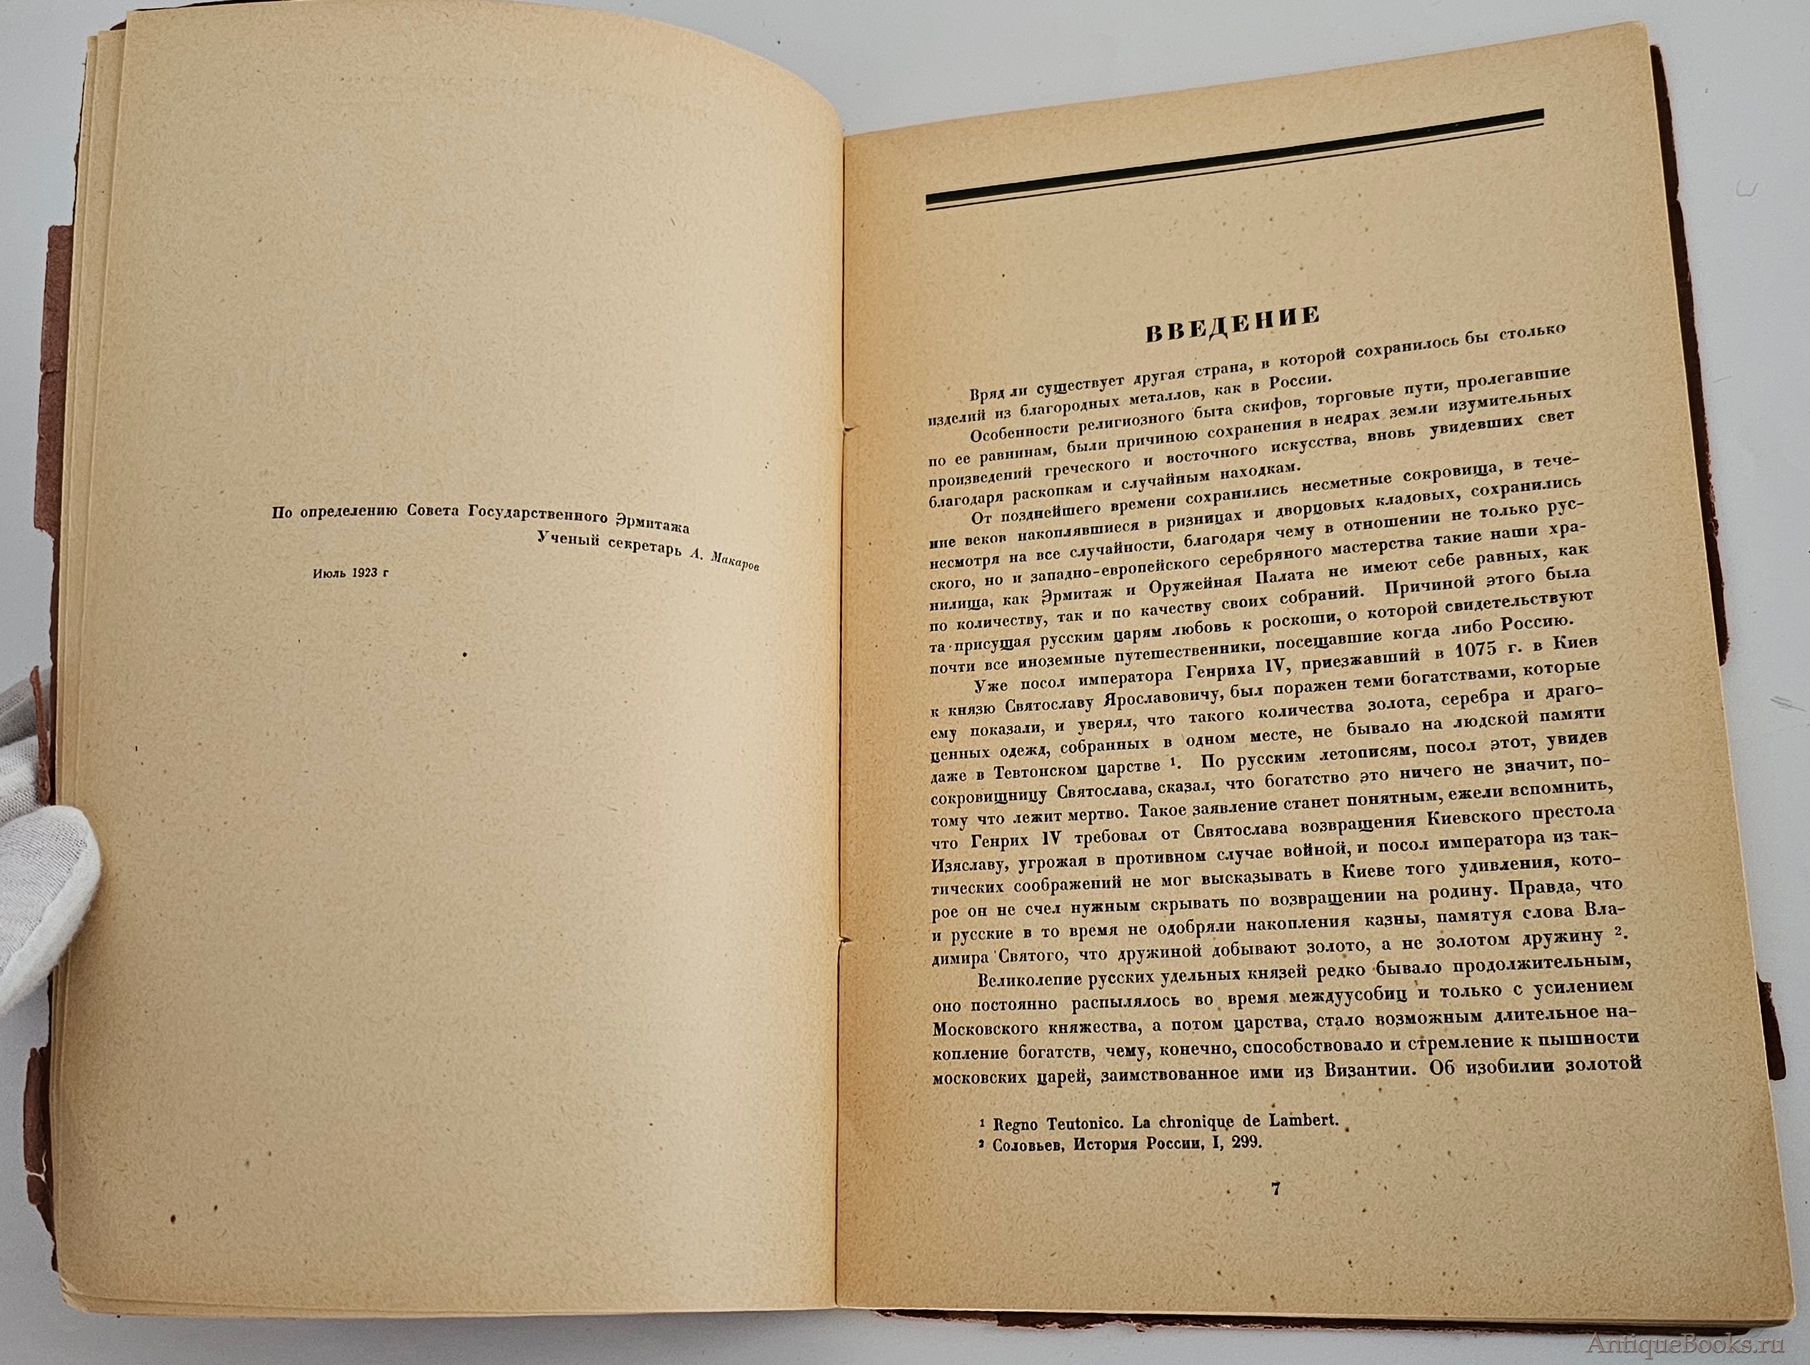 По определению Совета Государственного Эрмитажа
Ученый секретарь А. Макаров
Июль 1923 г
ВВЕДЕНИЕ
Вряд ли существует другая страна, в которой сохранилось бы столько
изделий из благородных металлов, как в России.
Особенности религиозного быта скифов, торговые пути, пролегавшие
по ее равнинам, были причиною сохранения в недрах земли изумительных
произведений греческого и восточного искусства, вновь увидевших свет
благодаря раскопкам и случайным находкам.
От позднейшего времени сохранились несметные сокровища, в тече-
ние веков накоплявшиеся в ризницах и дворцовых кладовых, сохранились
несмотря на все случайности, благодаря чему в отношении не только рус-
ского, но и западно-европейского серебряного мастерства такие наши хра-
нилища, как Эрмитаж и Оружейная Палата не имеют себе равных, как
по количеству, так и по качеству своих собраний. Причиной этого была
та присущая русским царям любовь к роскоши, о которой свидетельствуют
почти все иноземные путешественники, посещавшие когда либо Россию.
Уже посол императора Генриха IV, приезжавший в 1075 г. в Киев
к князю Святославу Ярославовичу, был поражен теми богатствами, которые
ему показали, и уверял, что такого количества золота, серебра и драго-
ценных одежд, собранных в одном месте, не бывало на людской памяти
даже в Тевтонском царстве ¹. По русским летописям, посол этот, увидев
сокровищницу Святослава, сказал, что богатство это ничего не значит, по-
тому что лежит мертво. Такое заявление станет понятным, ежели вспомнить,
что Генрих IV требовал от Святослава возвращения Киевского престола
Изяславу, угрожая в противном случае войной, и посол императора из так-
тических соображений не мог высказывать в Киеве того удивления, кото-
рое он не счел нужным скрывать по возвращении на родину. Правда, что
и русские в то время не одобряли накопления казны, памятуя слова Вла-
димира Святого, что дружиной добывают золото, а не золотом дружину ².
Великолепие русских удельных князей редко бывало продолжительным,
оно постоянно распылялось во время междуусобиц и только с усилением
Московского княжества, а потом царства, стало возможным длительное на-
копление богатств, чему, конечно, способствовало и стремление к пышности
московских царей, заимствованное ими из Византии. Об изобилии золотой
¹ Regno Teutonico. La chronique de Lambert.
² Соловьев, История России, I, 299.
7
AntiqueBooks.ru